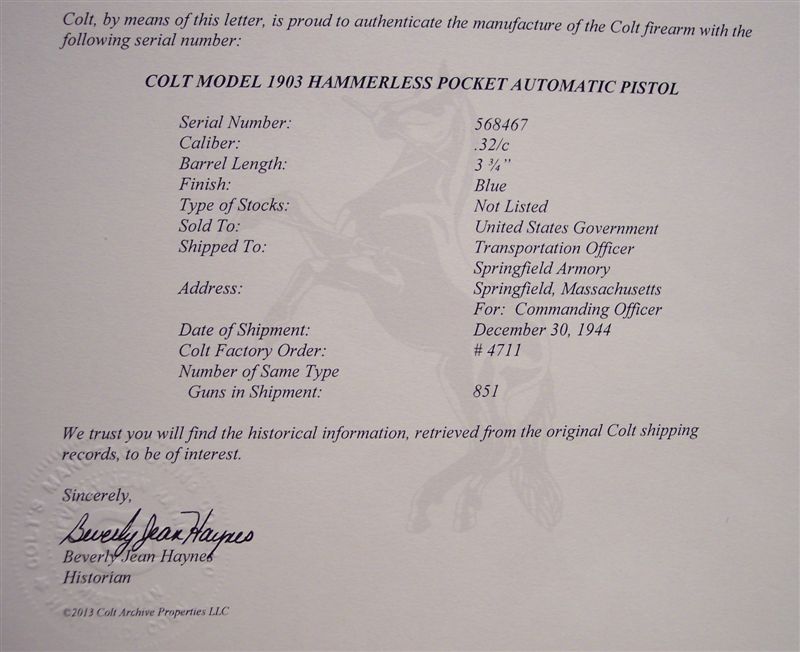 Colt, by means of this letter, is proud to authenticate the manufacture of the Colt firearm with the
following serial number:
COLT MODEL 1903 HAMMERLESS POCKET AUTOMATIC PISTOL
Serial Number: 568467
Caliber: .32/c
Barrel Length: 3 ¾"
Finish: Blue
Type of Stocks: Not Listed
Sold To: United States Government
Shipped To: Transportation Officer
Springfield Armory
Address: Springfield, Massachusetts
For: Commanding Officer
Date of Shipment: December 30, 1944
Colt Factory Order: # 4711
Number of Same Type
Guns in Shipment: 851
We trust you will find the historical information, retrieved from the original Colt shipping
records, to be of interest.
Sincerely,
Beverly Jean Haynes
Beverly Jean Haynes
Historian
©2013 Colt Archive Properties LLC